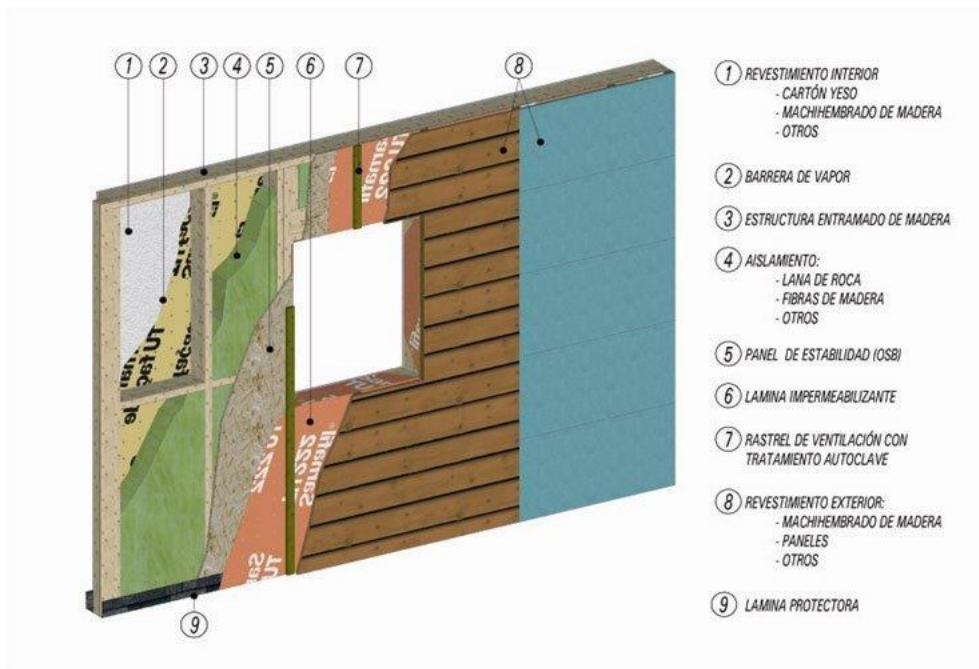 1 2 3 4 5 6 7 8
1 REVESTIMIENTO INTERIOR
- CARTÓN YESO
- MACHIHEMBRADO DE MADERA
- OTROS
2 BARRERA DE VAPOR
3 ESTRUCTURA ENTRAMADO DE MADERA
4 AISLAMIENTO:
- LANA DE ROCA
- FIBRAS DE MADERA
- OTROS
5 PANEL DE ESTABILIDAD (OSB)
6 LAMINA IMPERMEABILIZANTE
7 RASTREL DE VENTILACIÓN CON
TRATAMIENTO AUTOCLAVE
8 REVESTIMIENTO EXTERIOR:
- MACHIHEMBRADO DE MADERA
- PANELES
- OTROS
9 LAMINA PROTECTORA
9